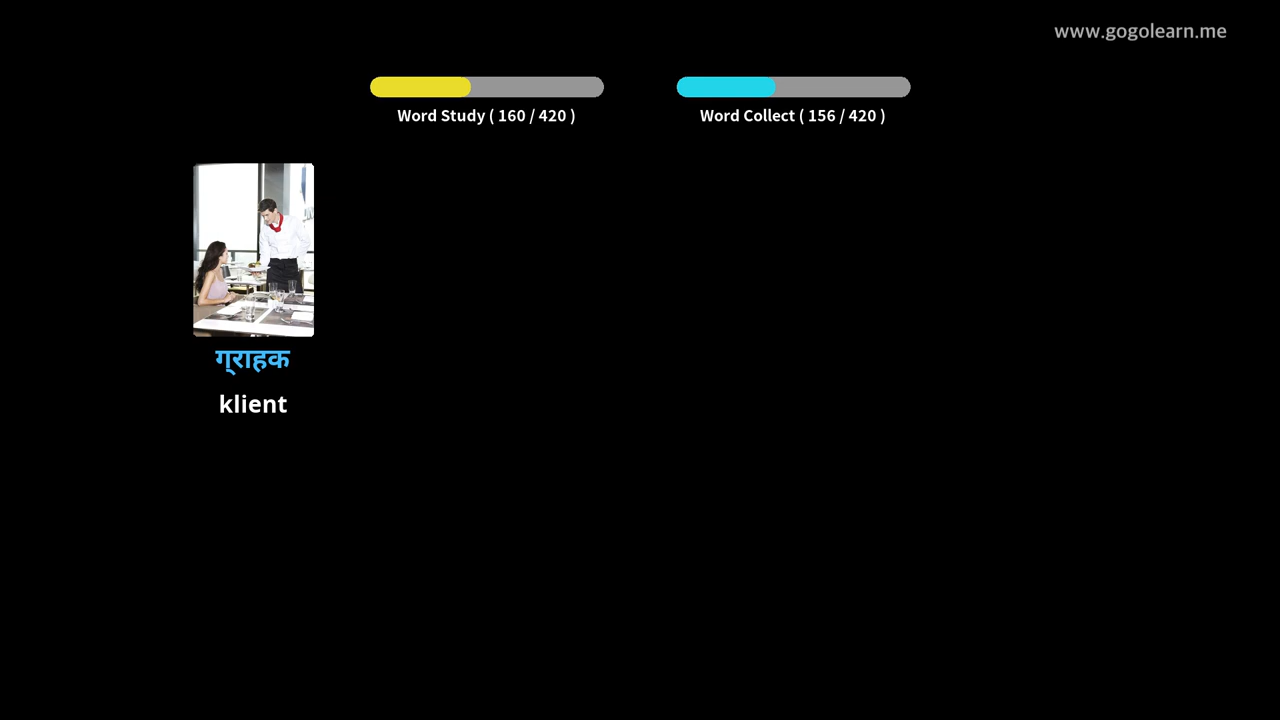 www.gogolearn.me
Word Study ( 160 / 420 )
Word Collect ( 156 / 420 )
ग्राहक
klient